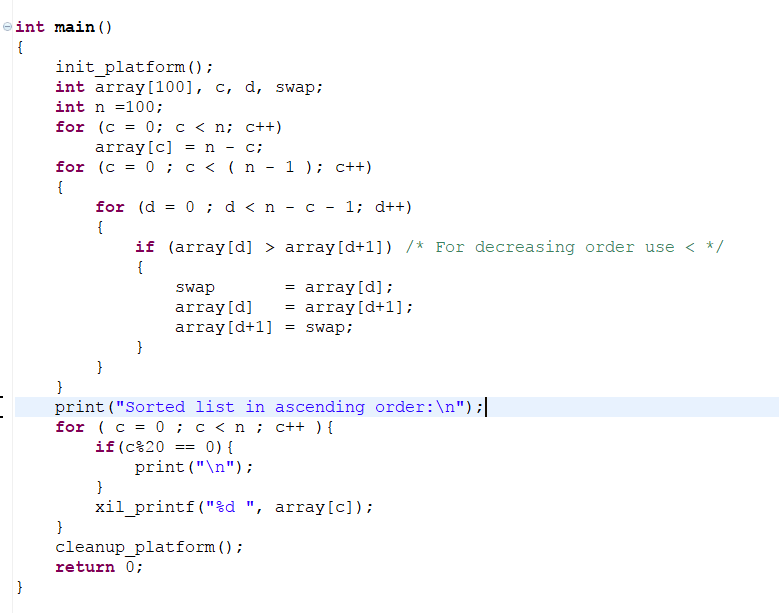 int main()
{
    init_platform();
    int array[100], c, d, swap;
    int n =100;
    for (c = 0; c < n; c++)
        array[c] = n - c;
    for (c = 0 ; c < ( n - 1 ); c++)
    {
        for (d = 0 ; d < n - c - 1; d++)
        {
            if (array[d] > array[d+1]) /* For decreasing order use < */
            {
                swap       = array[d];
                array[d]   = array[d+1];
                array[d+1] = swap;
            }
        }
    }
    print("Sorted list in ascending order:\n");
    for ( c = 0 ; c < n ; c++ ){
        if(c%20 == 0){
            print("\n");
        }
        xil_printf("%d ", array[c]);
    }
    cleanup_platform();
    return 0;
}